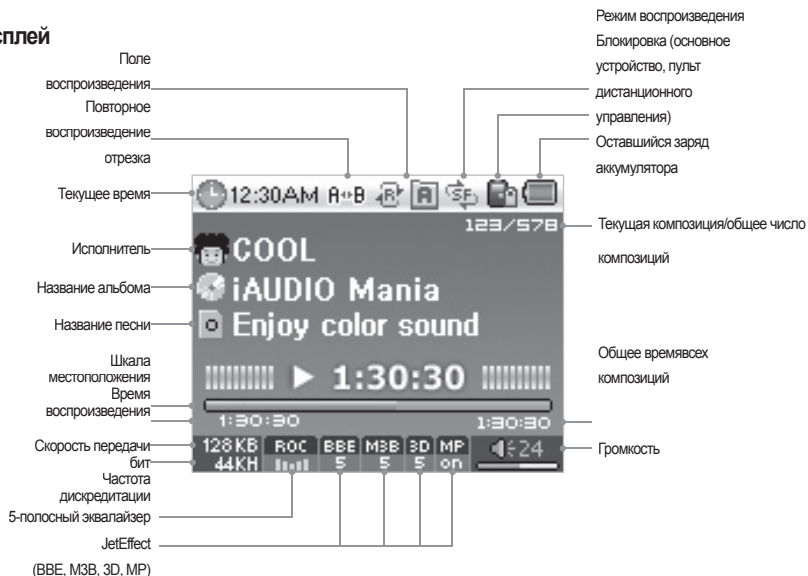 сплей
Поле
воспроизведения
Повторное
воспроизведение
отрезка
Текущее время
Исполнитель
Название альбома
Название песни
Шкала
местоположения
Время
воспроизведения
Скорость передачи
бит
Частота
дискредитации
5-полосный эквалайзер
JetEffect
(BBE, M3B, 3D, MP)
12:30AM A↔B R A SF
123/578
COOL
iAUDIO Mania
Enjoy color sound
1:30:30
1:30:30 1:30:30
128KB ROC BBE M3B 3D MP 24
44KH 5 5 5 on
Режим воспроизведения
Блокировка (основное
устройство, пульт
дистанционного
управления)
Оставшийся заряд
аккумулятора
Текущая композиция/общее число
композиций
Общее времявсех
композиций
Громкость